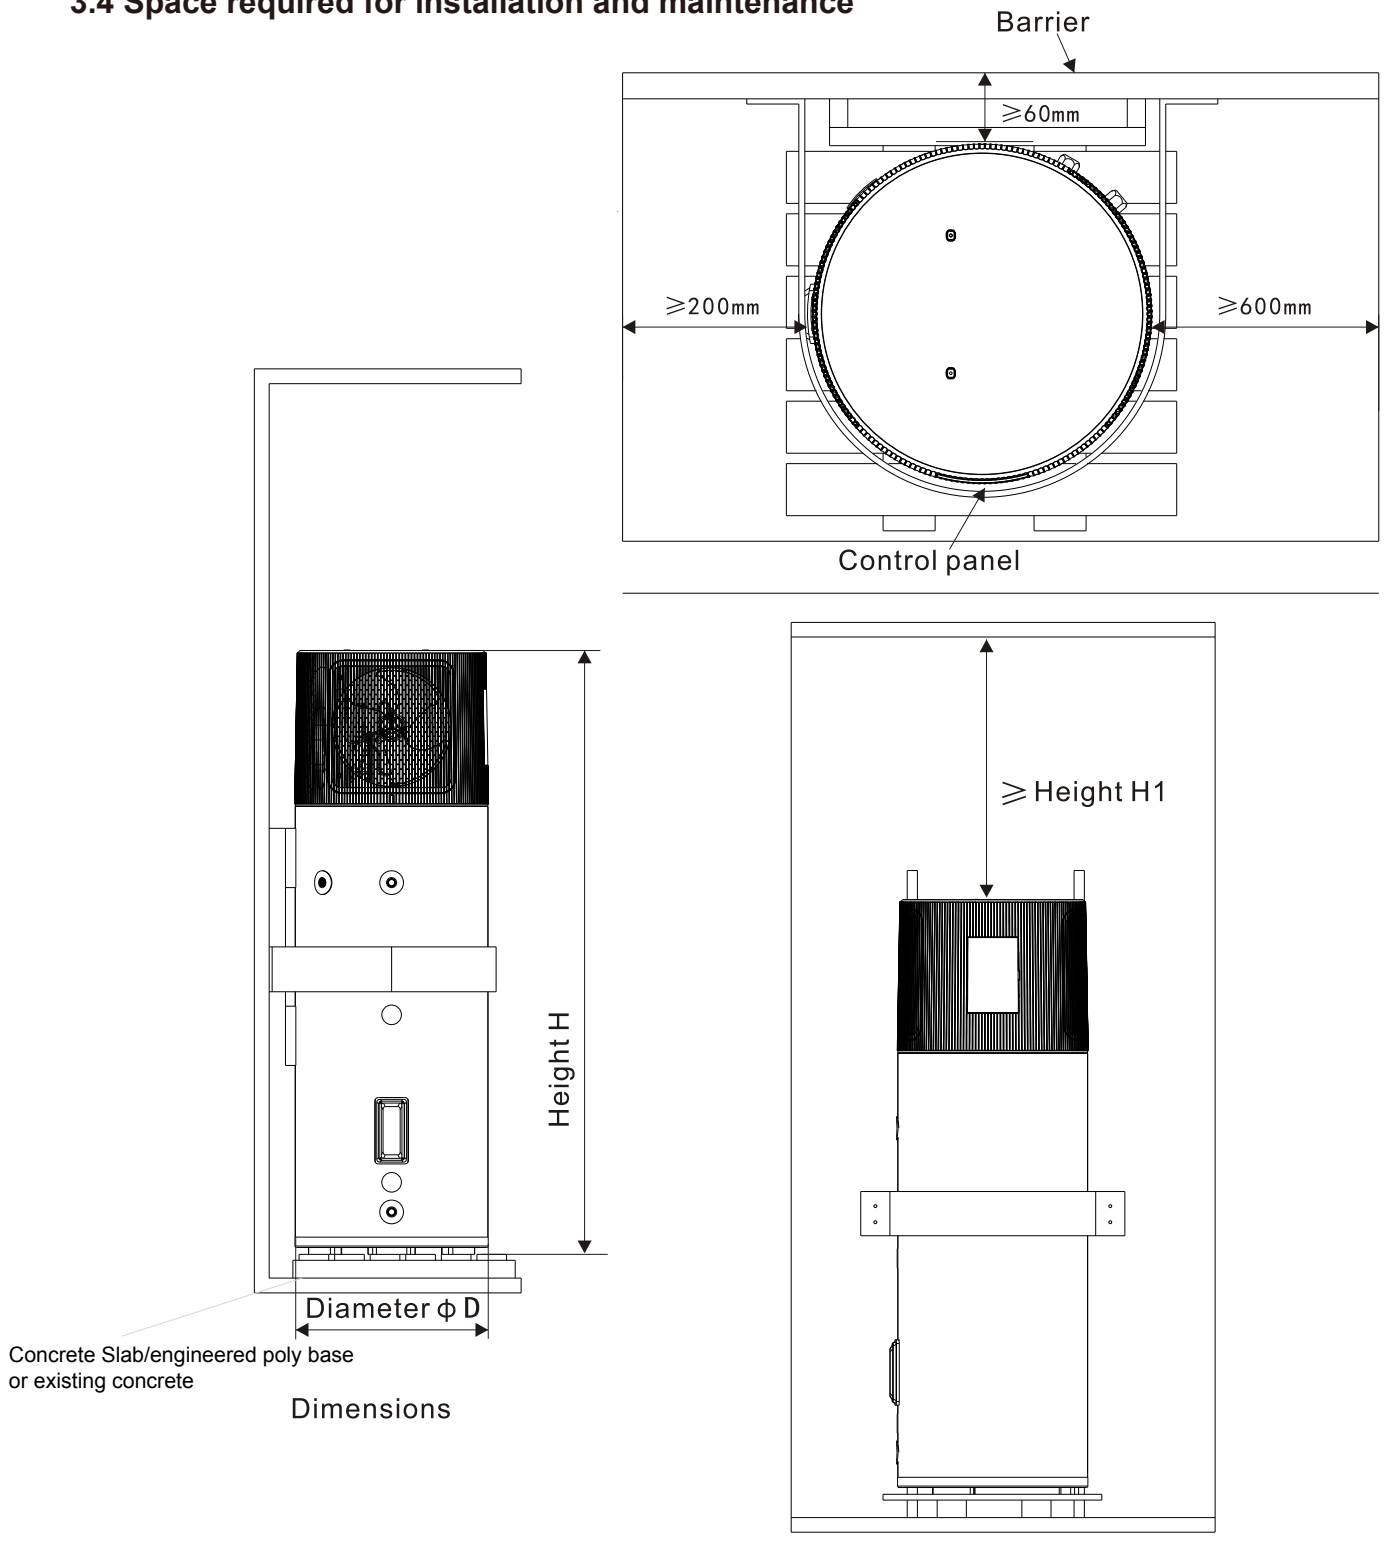 3.4 Space required for installation and maintenance
Barrier
≥60mm
≥200mm
≥600mm
Control panel
≥ Height H1
Height H
Diameter ϕ D
Concrete Slab/engineered poly base
or existing concrete
Dimensions